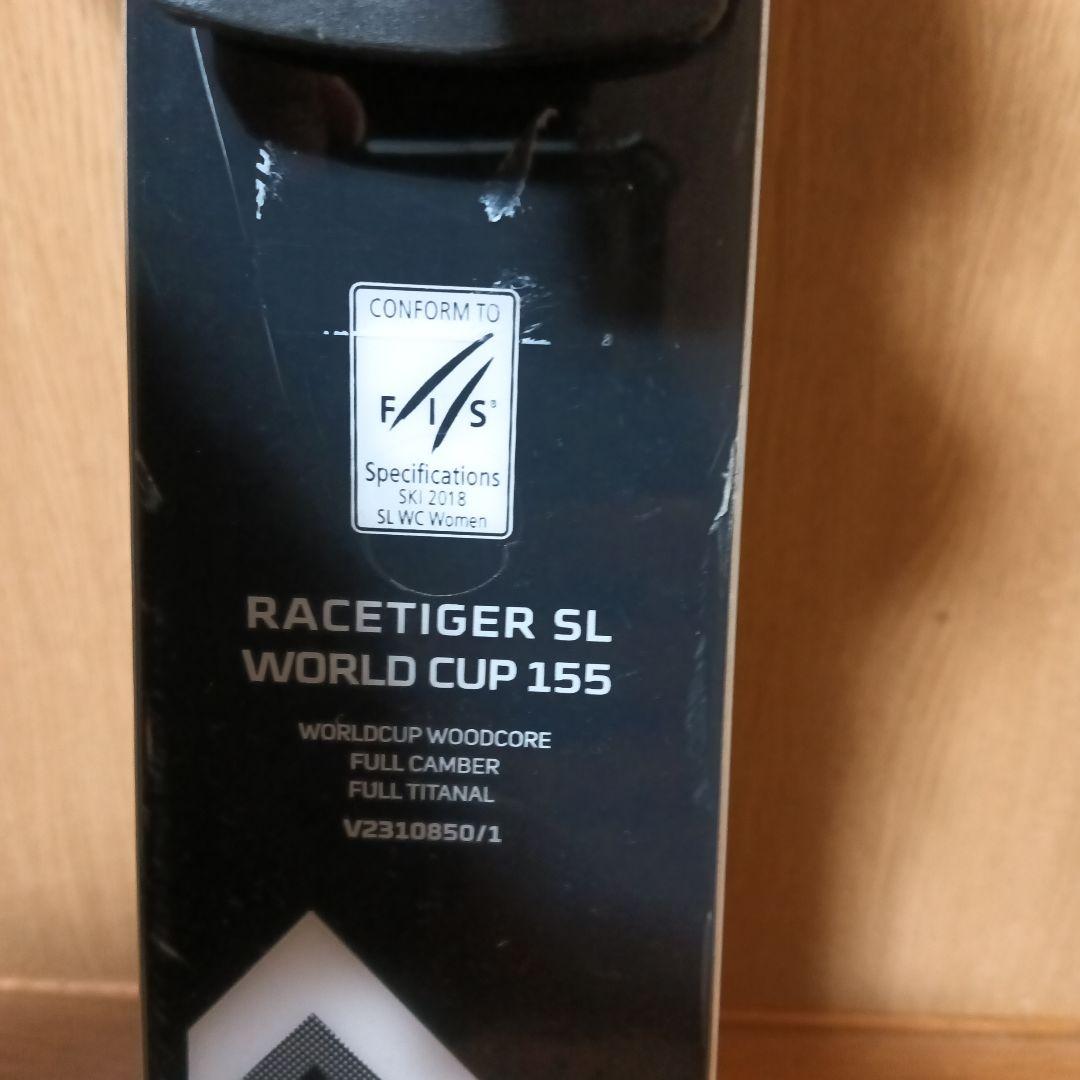 CONFORM TO
FIS®
Specifications
SKI 2018
SL WC Women
RACETIGER SL
WORLD CUP 155
WORLDCUP WOODCORE
FULL CAMBER
FULL TITANAL
V2310850/1